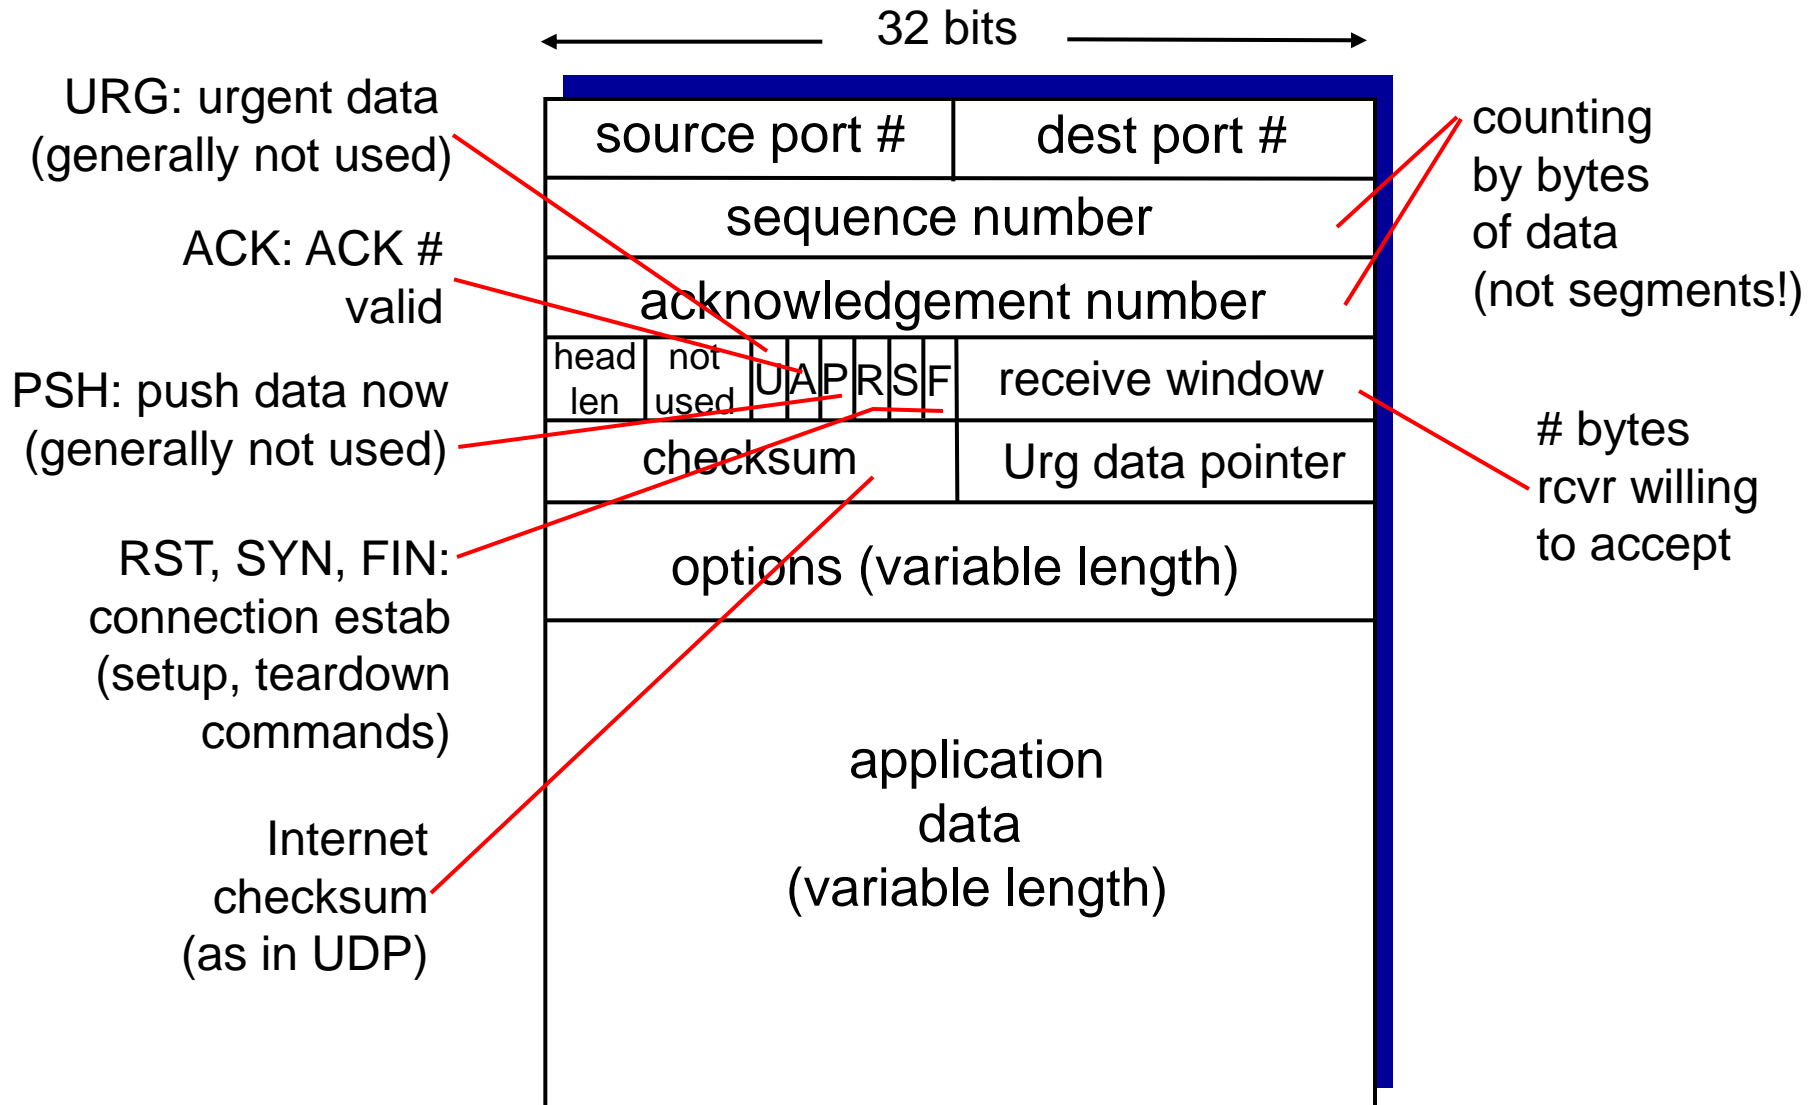 32 bits
URG: urgent data
(generally not used)
ACK: ACK #
valid
PSH: push data now
(generally not used)
RST, SYN, FIN:
connection estab
(setup, teardown
commands)
Internet
checksum
(as in UDP)
source port #
dest port #
sequence number
acknowledgement number
head
len
not
used
U
A
P
R
S
F
receive window
checksum
Urg data pointer
options (variable length)
application
data
(variable length)
counting
by bytes
of data
(not segments!)
# bytes
rcvr willing
to accept